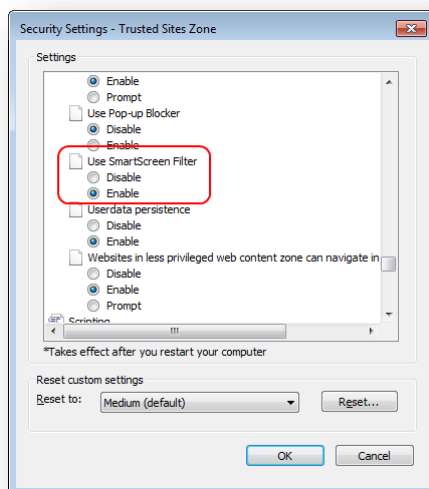 Security Settings - Trusted Sites Zone
Settings
Enable
Prompt
Use Pop-up Blocker
Disable
Enable
Use SmartScreen Filter
Disable
Enable
Userdata persistence
Disable
Enable
Websites in less privileged web content zone can navigate in
Disable
Enable
Prompt
Scripting
*Takes effect after you restart your computer
Reset custom settings
Reset to:
Medium (default)
Reset...
OK
Cancel